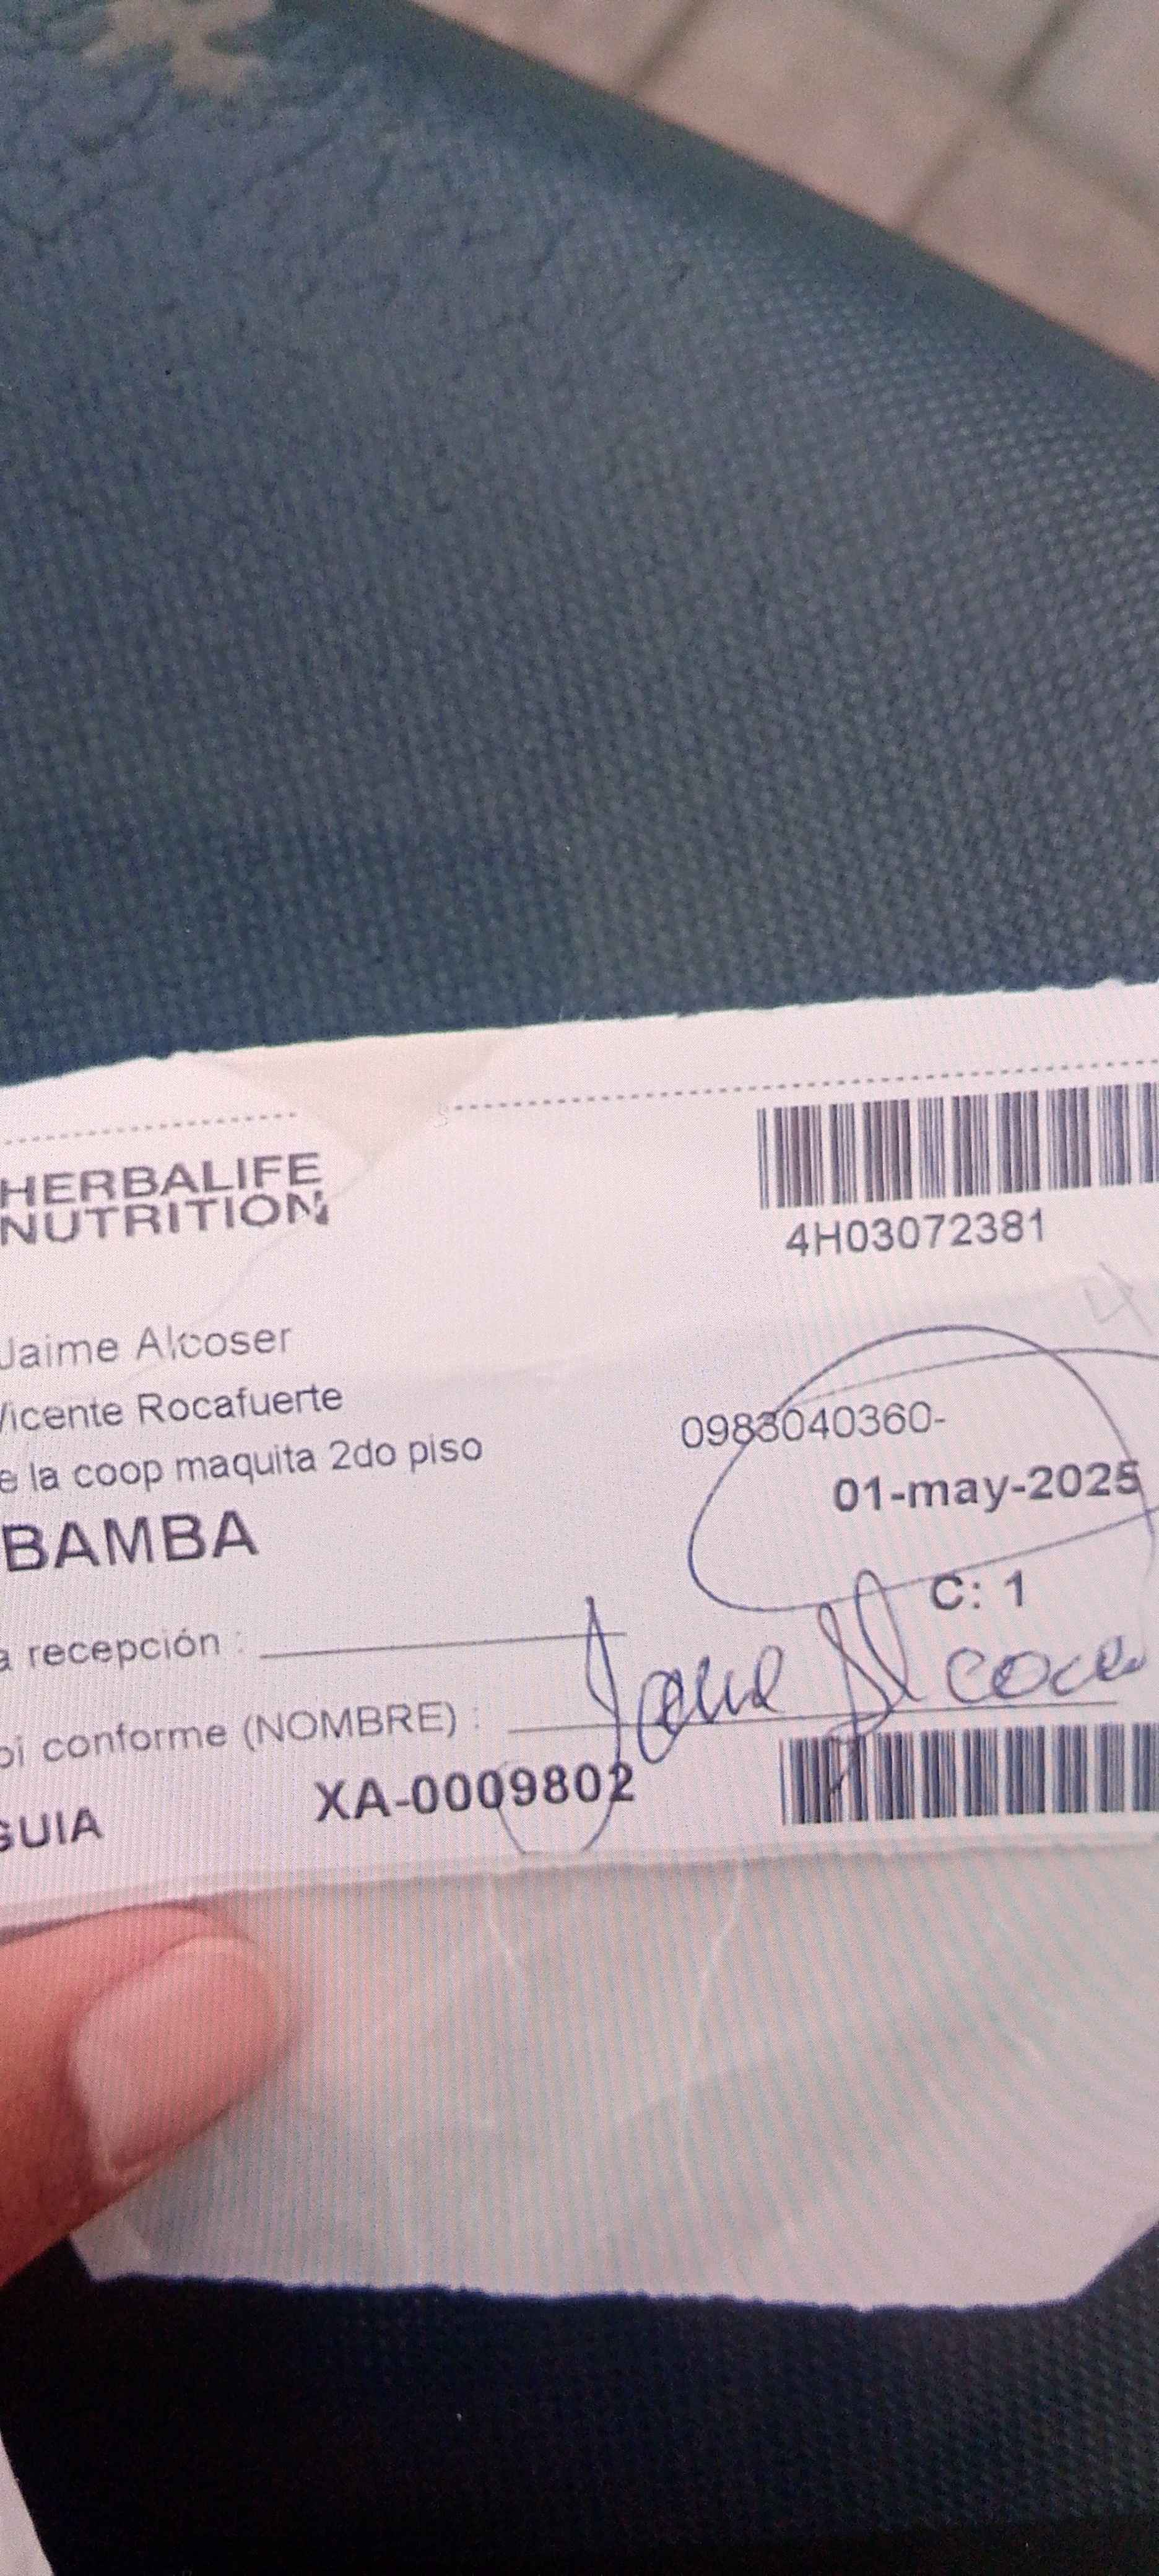 HERBALIFE
NUTRITION
4H03072381
Jaime Alcoser
Vicente Rocafuerte
0983040360-
e la coop maquita 2do piso
01-may-2025
BAMBA
C: 1
a recepción :
bi conforme (NOMBRE) :
GUIA XA-0009802